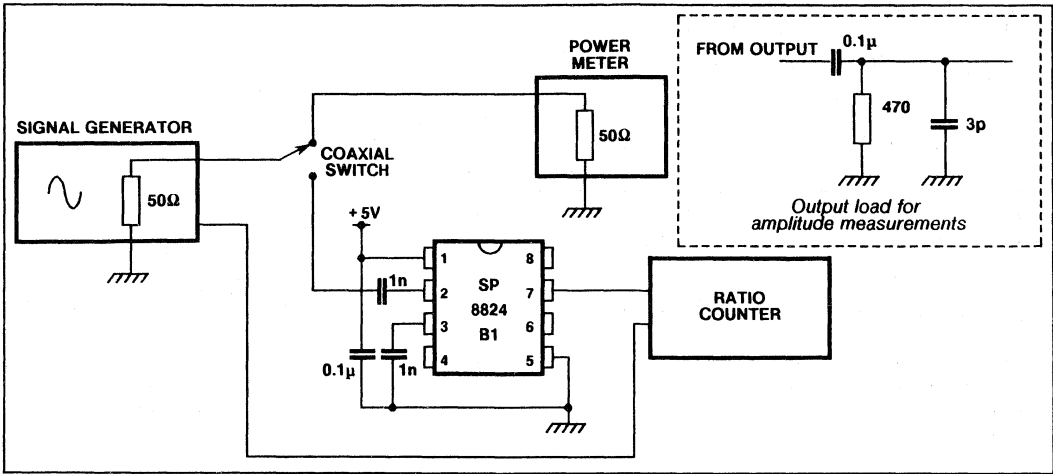 SIGNAL GENERATOR
50Ω
COAXIAL
SWITCH
POWER
METER
50Ω
FROM OUTPUT
0.1μ
470
3p
Output load for
amplitude measurements
+ 5V
1n
0.1μ
1n
1
2
3
4
SP
8824
B1
8
7
6
5
RATIO
COUNTER